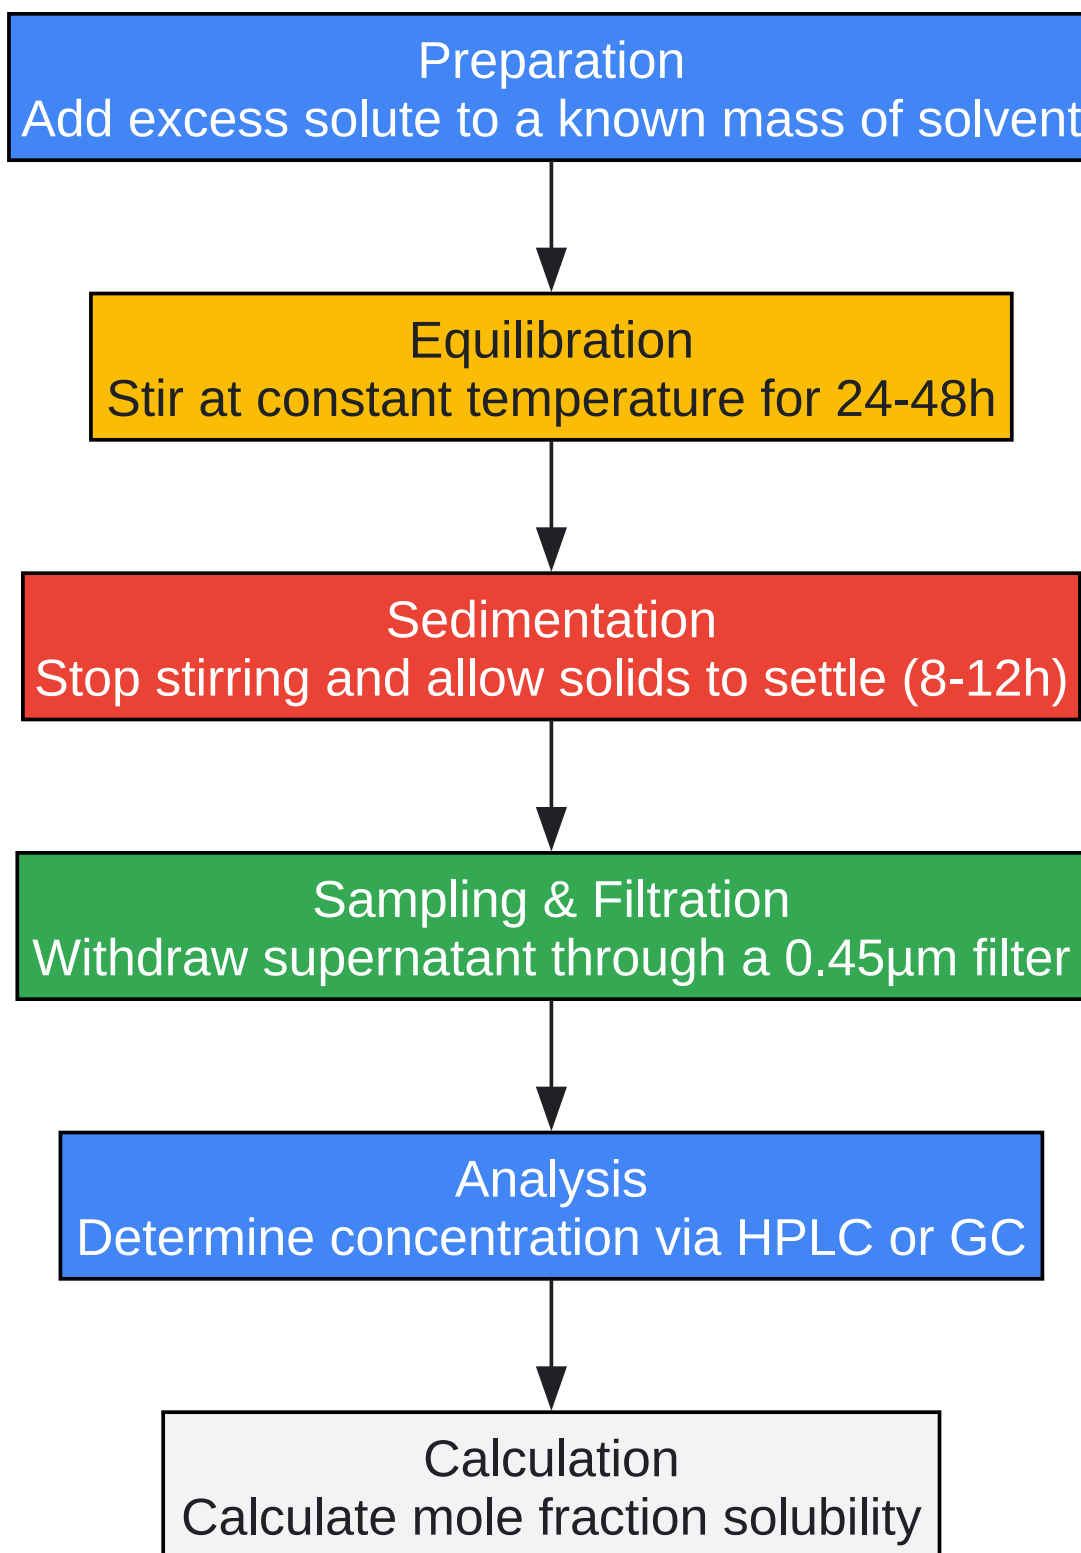 Preparation
Add excess solute to a known mass of solvent
Equilibration
Stir at constant temperature for 24-48h
Sedimentation
Stop stirring and allow solids to settle (8-12h)
Sampling & Filtration
Withdraw supernatant through a 0.45µm filter
Analysis
Determine concentration via HPLC or GC
Calculation
Calculate mole fraction solubility